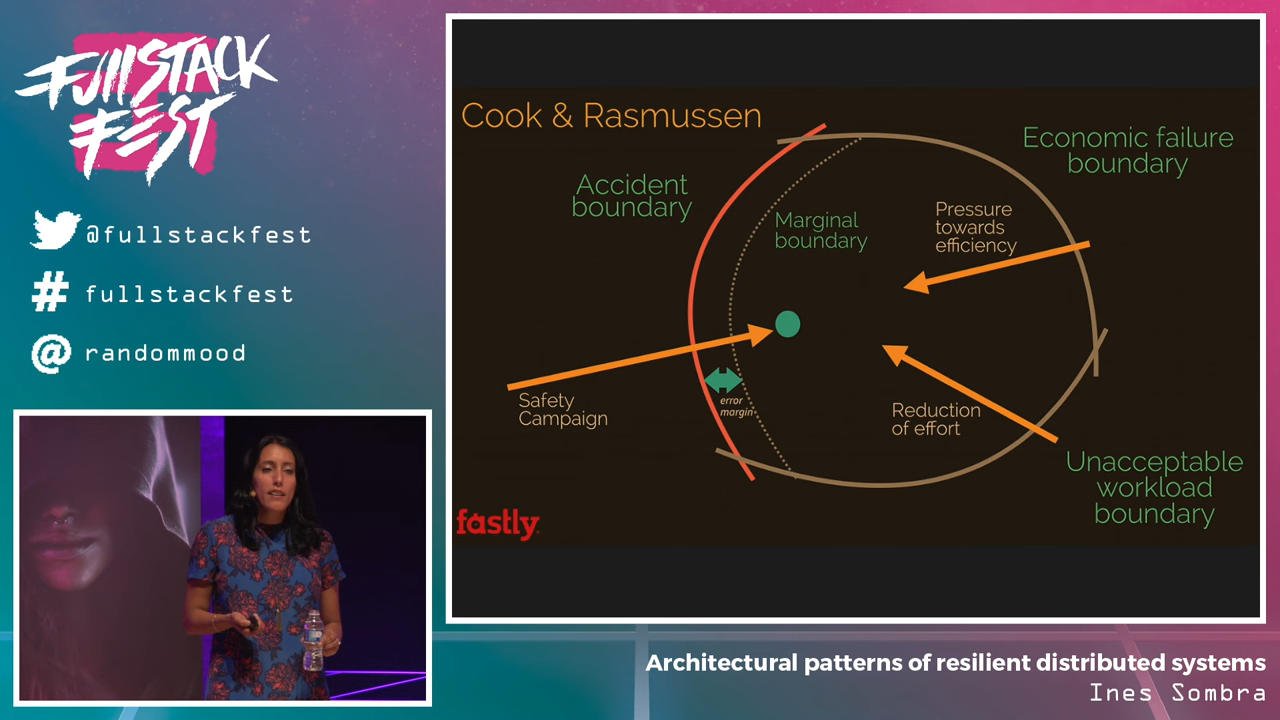 FullSTACK
FEST
@fullstackfest
# fullstackfest
@ randommood
Cook & Rasmussen
Accident
boundary
Marginal
boundary
Economic failure
boundary
Pressure
towards
efficiency
Safety
Campaign
error
margin
Reduction
of effort
Unacceptable
workload
boundary
fastly
Architectural patterns of resilient distributed systems
Ines Sombra